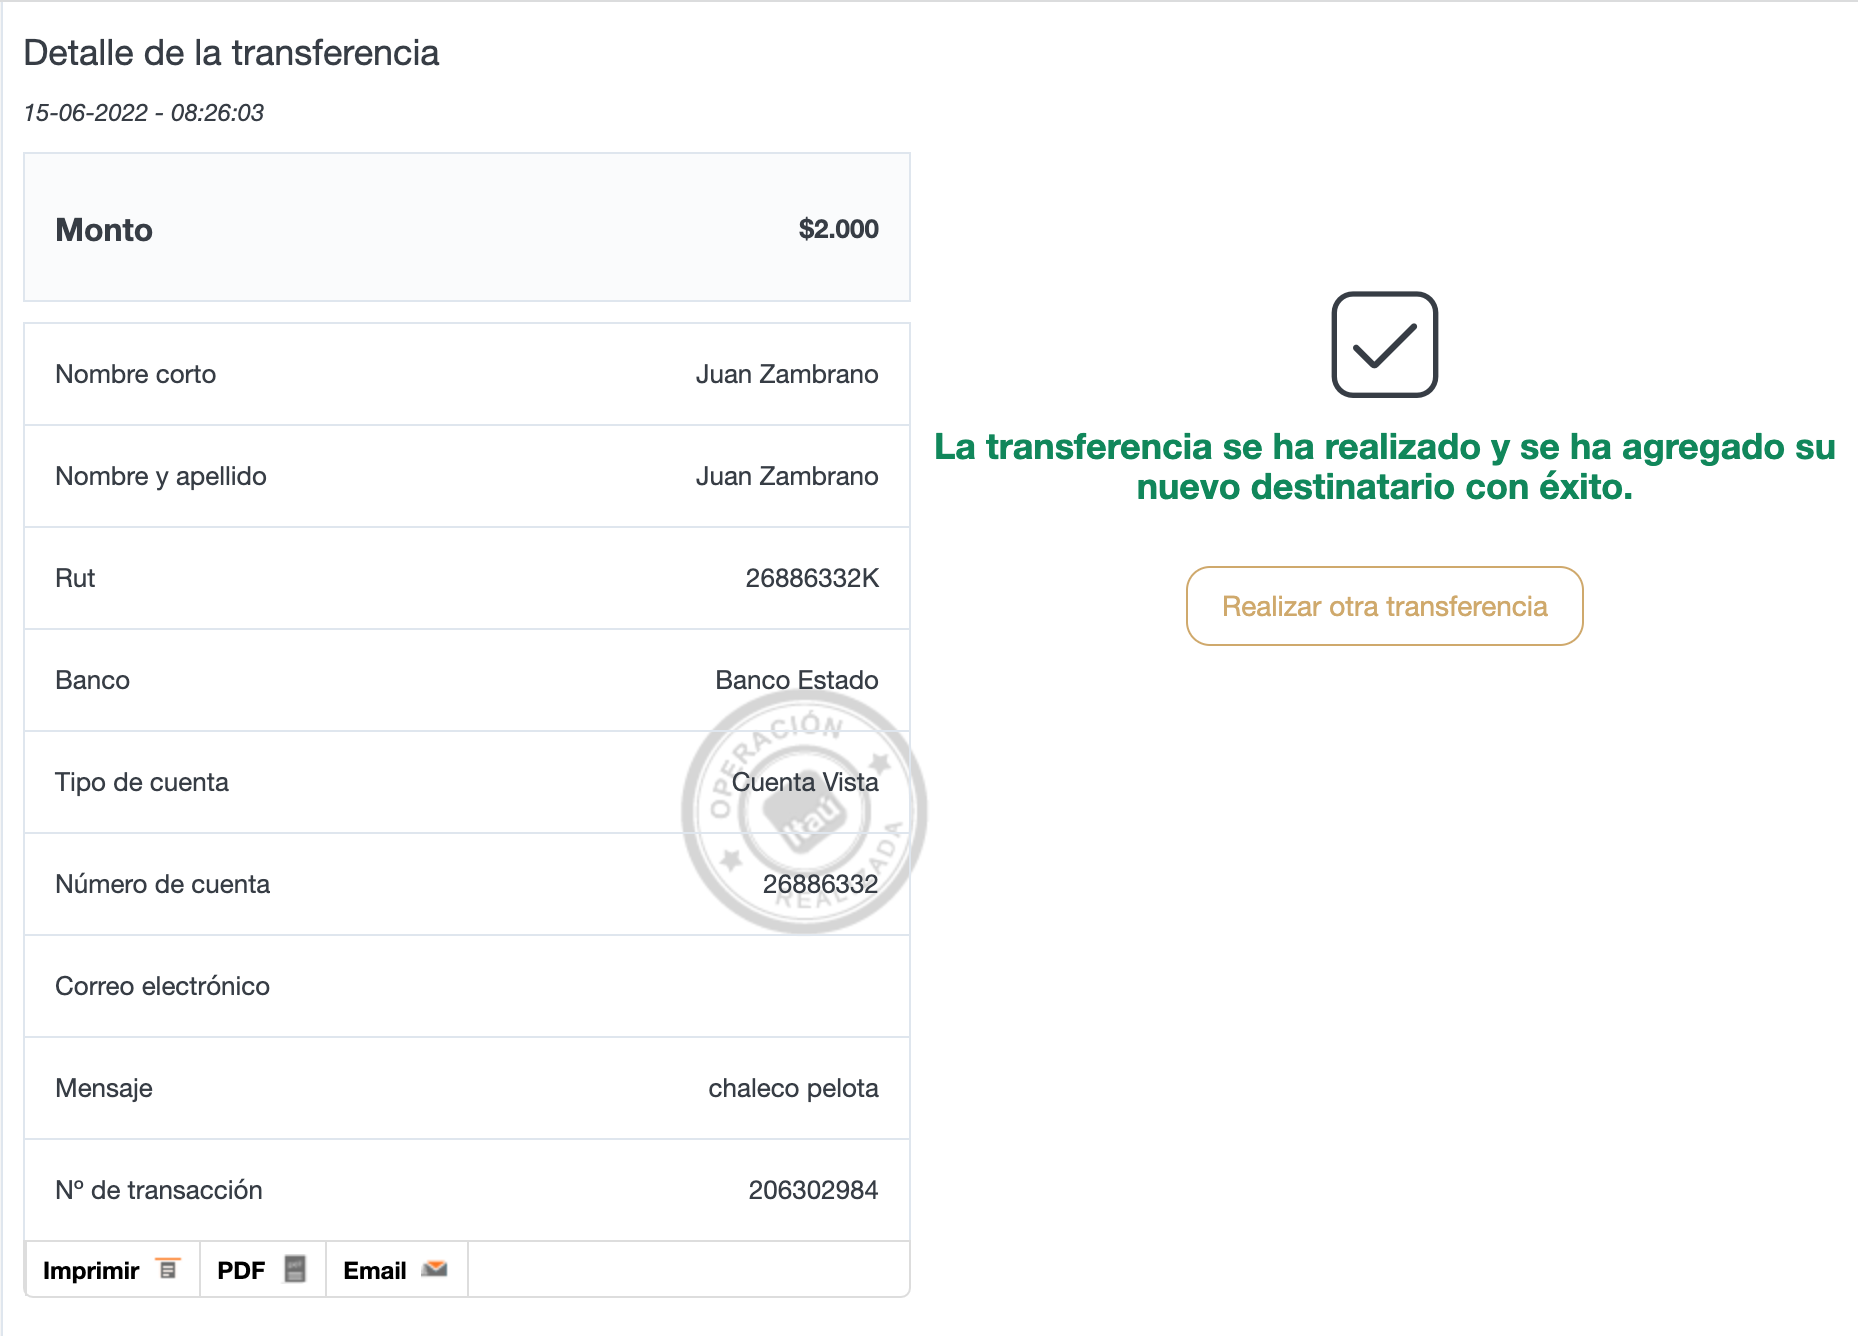 Detalle de la transferencia
15-06-2022 - 08:26:03
Monto $2.000
Nombre corto Juan Zambrano
Nombre y apellido Juan Zambrano
Rut 26886332K
Banco Banco Estado
Tipo de cuenta Cuenta Vista
Número de cuenta 26886332
Correo electrónico
Mensaje chaleco pelota
Nº de transacción 206302984
OPERACIÓN
Itaú
REALIZADA
Imprimir PDF Email
La transferencia se ha realizado y se ha agregado su
nuevo destinatario con éxito.
Realizar otra transferencia